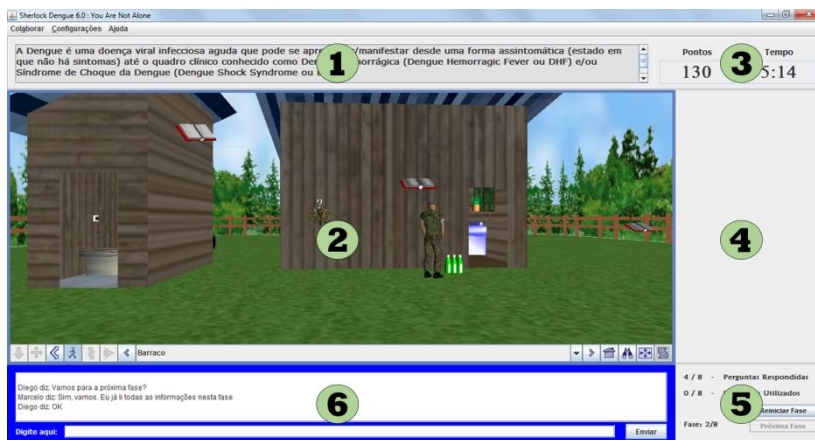 Sherlock Dengue 6.0 : You Are Not Alone
Colaborar Configurações Ajuda
A Dengue é uma doença viral infecciosa aguda que pode se manifestar desde uma forma assintomática (estado em
que não há sintomas) até o quadro clínico conhecido como (Dengue Hemorragic Fever ou DHF) e/ou
Síndrome de Choque da Dengue (Dengue Shock Syndrome ou
1
Pontos
Tempo
130
3
5:14
?
2
4
Barraco
Diego diz: Vamos para a próxima fase?
Marcelo diz: Sim, vamos. Eu já li todas as informações nesta fase
Diego diz: OK
6
Digite aqui:
Enviar
4 / 8 - Perguntas Respondidas
0 / 8 - Utilizados
5
Reiniciar Fase
Fase: 2/8
Próxima Fase